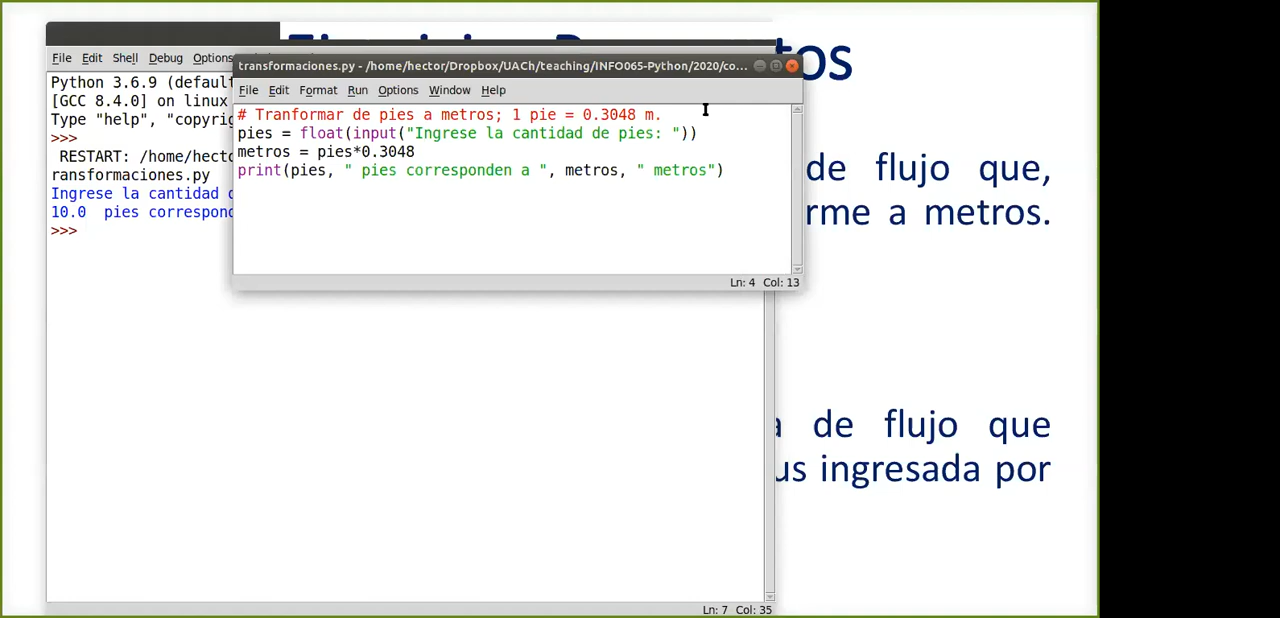 os
File Edit Shell Debug Options
transformaciones.py - /home/hector/Dropbox/UACh/teaching/INFO065-Python/2020/co...
File Edit Format Run Options Window Help
# Tranformar de pies a metros; 1 pie = 0.3048 m.
pies = float(input("Ingrese la cantidad de pies: "))
metros = pies*0.3048
print(pies, " pies corresponden a ", metros, " metros")
Ln: 4 Col: 13
Python 3.6.9 (default
[GCC 8.4.0] on linux
Type "help", "copyrig
>>>
RESTART: /home/hecto
ransformaciones.py
Ingrese la cantidad
10.0  pies correspond
>>>
de flujo que,
rme a metros.
de flujo que
us ingresada por
Ln: 7 Col: 35